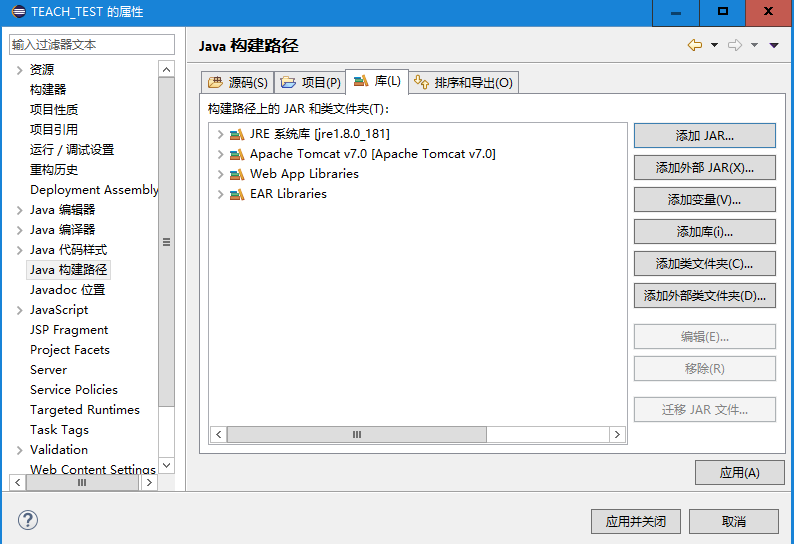 TEACH_TEST 的属性
输入过滤器文本
资源
构建器
项目性质
项目引用
运行 / 调试设置
重构历史
Deployment Assembly
Java 编辑器
Java 编译器
Java 代码样式
Java 构建路径
Javadoc 位置
JavaScript
JSP Fragment
Project Facets
Server
Service Policies
Targeted Runtimes
Task Tags
Validation
Web Content Settings
Java 构建路径
源码(S)
项目(P)
库(L)
排序和导出(O)
构建路径上的 JAR 和类文件夹(T):
JRE 系统库 [jre1.8.0_181]
Apache Tomcat v7.0 [Apache Tomcat v7.0]
Web App Libraries
EAR Libraries
添加 JAR...
添加外部 JAR(X)...
添加变量(V)...
添加库(i)...
添加类文件夹(C)...
添加外部类文件夹(D)...
编辑(E)...
移除(R)
迁移 JAR 文件...
应用(A)
?
应用并关闭
取消